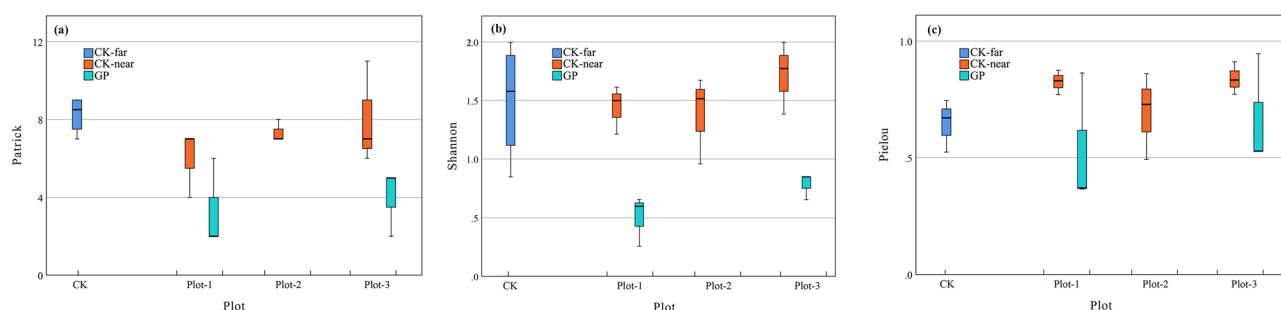 (a)
CK-far
CK-near
GP
12
8
4
0
Patrick
CK
Plot-1
Plot-2
Plot-3
Plot
(b)
CK-far
CK-near
GP
2.0
1.5
1.0
.5
.0
Shannon
CK
Plot-1
Plot-2
Plot-3
Plot
(c)
CK-far
CK-near
GP
1.0
.5
.0
Pielou
CK
Plot-1
Plot-2
Plot-3
Plot